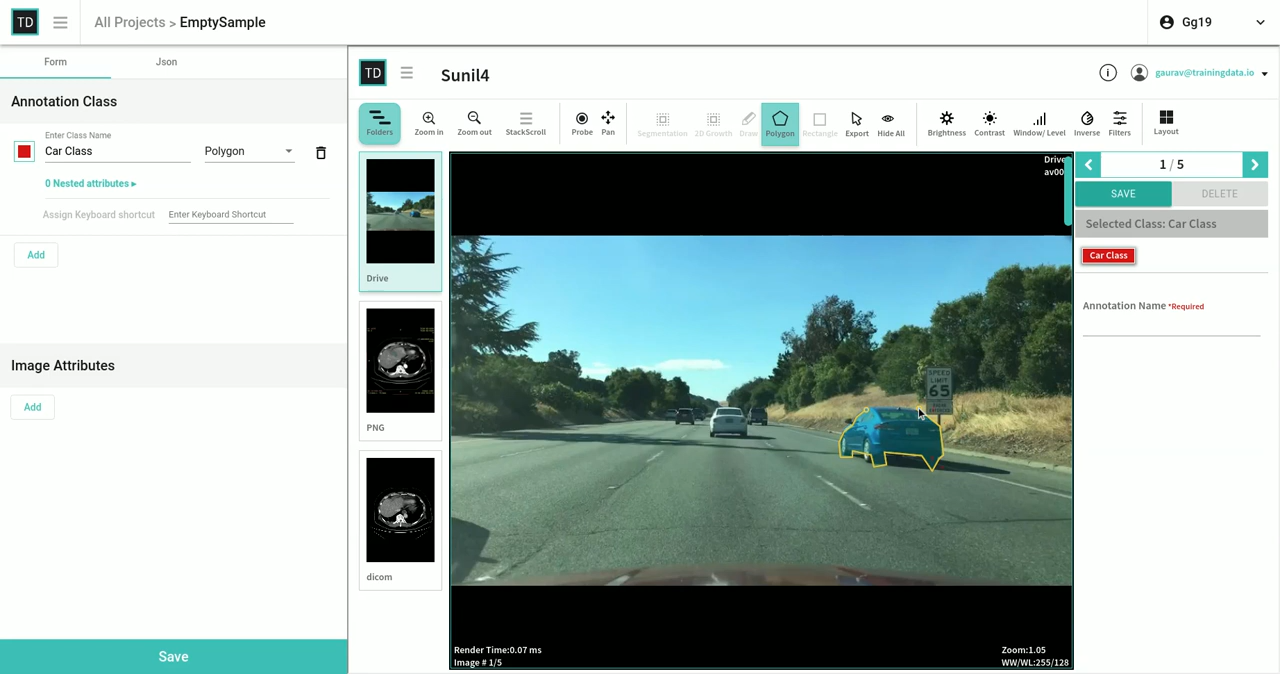 TD
All Projects > EmptySample
Gg19
Form
Json
Annotation Class
Enter Class Name
Car Class
Polygon
0 Nested attributes ▸
Assign Keyboard shortcut
Enter Keyboard Shortcut
Add
Image Attributes
Add
Save
TD
Sunil4
gaurav@trainingdata.io
Folders
Zoom in
Zoom out
StackScroll
Probe
Pan
Segmentation
2D Growth
Draw
Polygon
Rectangle
Export
Hide All
Brightness
Contrast
Window/ Level
Inverse
Filters
Layout
Drive
PNG
dicom
Drive
av00
SPEED
LIMIT
65
Render Time:0.07 ms
Image # 1/5
Zoom:1.05
WW/WL:255/128
1 / 5
SAVE
DELETE
Selected Class: Car Class
Car Class
Annotation Name *Required